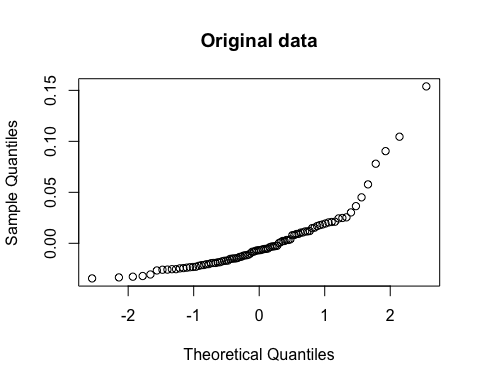 Original data
0.15
0.10
0.05
0.00
Sample Quantiles
-2 -1 0 1 2
Theoretical Quantiles